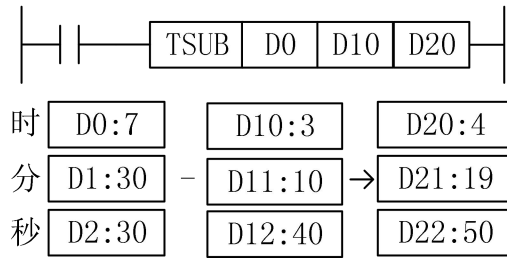 TSUB D0 D10 D20
时 D0:7 D10:3 D20:4
分 D1:30 - D11:10 → D21:19
秒 D2:30 D12:40 D22:50